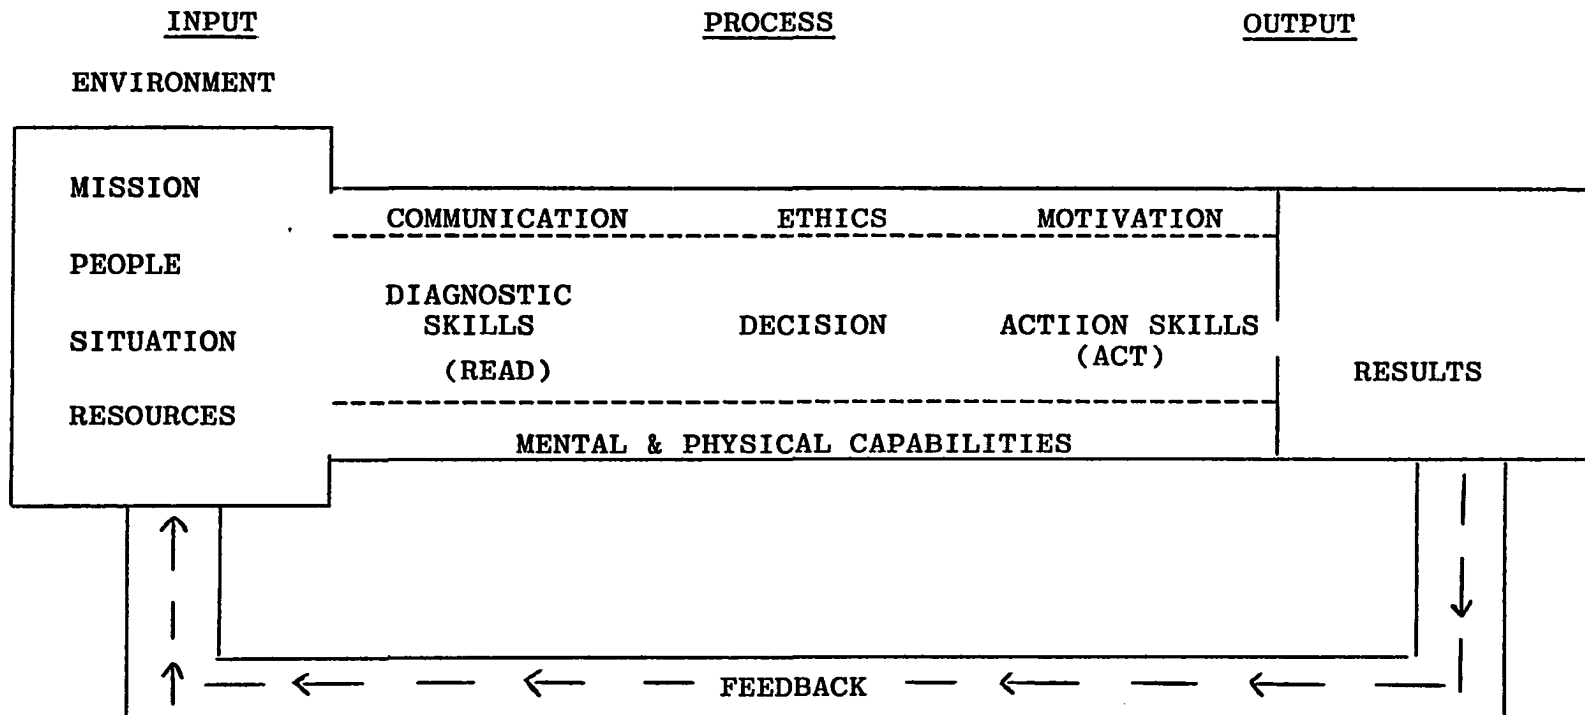 INPUT
PROCESS
OUTPUT
ENVIRONMENT
MISSION
PEOPLE
SITUATION
RESOURCES
COMMUNICATION
ETHICS
MOTIVATION
DIAGNOSTIC
SKILLS
(READ)
DECISION
ACTIION SKILLS
(ACT)
MENTAL & PHYSICAL CAPABILITIES
RESULTS
FEEDBACK